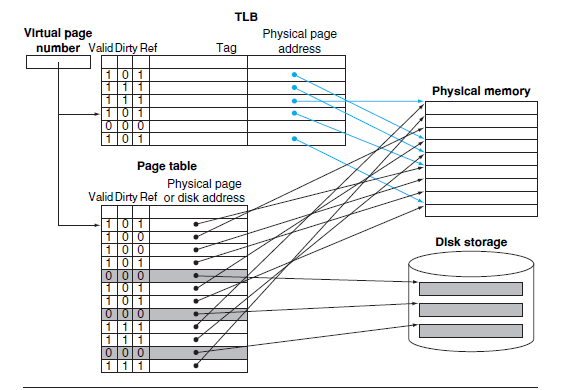 TLB
Virtual page
number
Valid Dirty Ref
Tag
Physical page
address
1 0 1
1 1 1
1 1 1
1 0 1
0 0 0
1 0 1
Physical memory
Page table
Physical page
Valid Dirty Ref or disk address
1 0 1
1 0 0
1 0 0
1 0 1
0 0 0
1 0 1
1 0 1
0 0 0
1 1 1
1 1 1
0 0 0
1 1 1
Disk storage